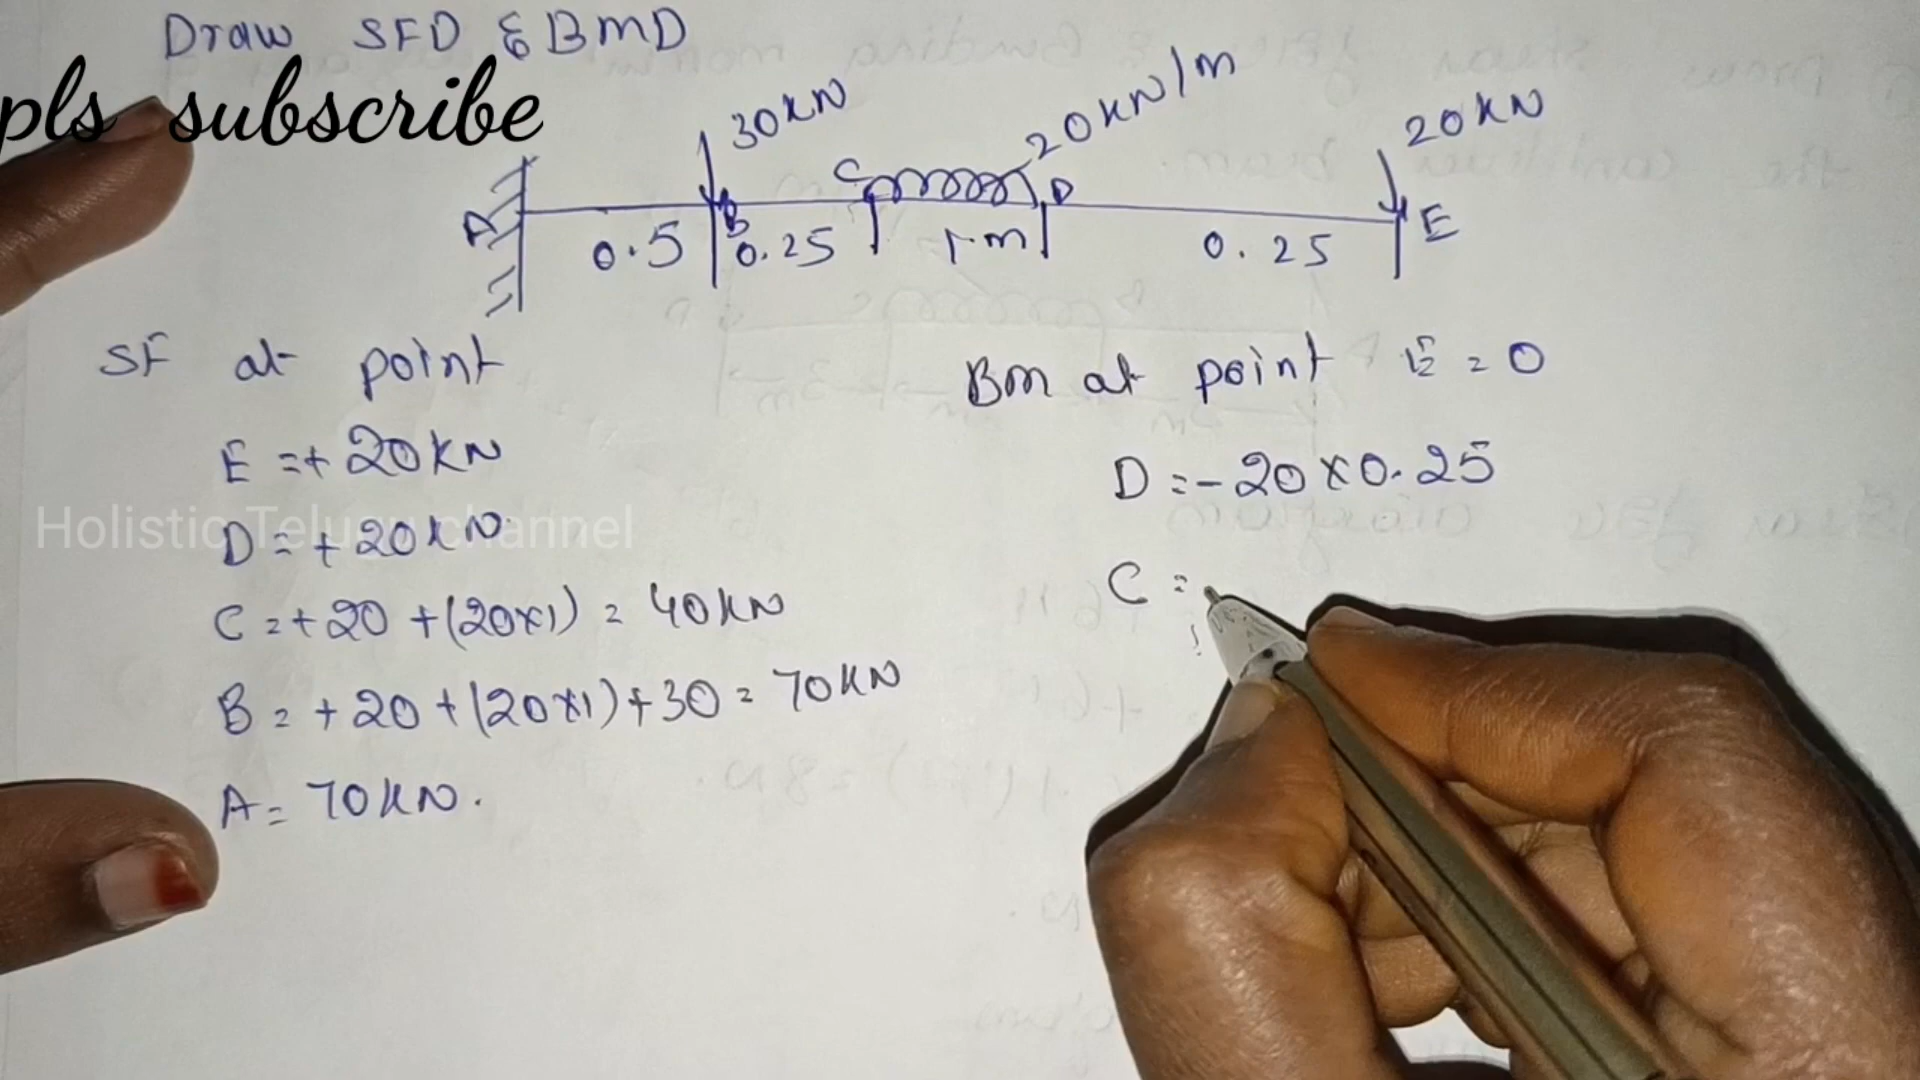 Draw SFD & BMD
pls subscribe
30KN
20KN/m
20KN
A
B
C
D
E
0.5
0.25
1m
0.25
SF at point
E = + 20KN
Holistic Telugu channel
D = + 20KN
C = + 20 + (20×1) = 40KN
B = + 20 + (20×1) + 30 = 70KN
A = 70KN.
BM at point E = 0
D = - 20 × 0.25
C =